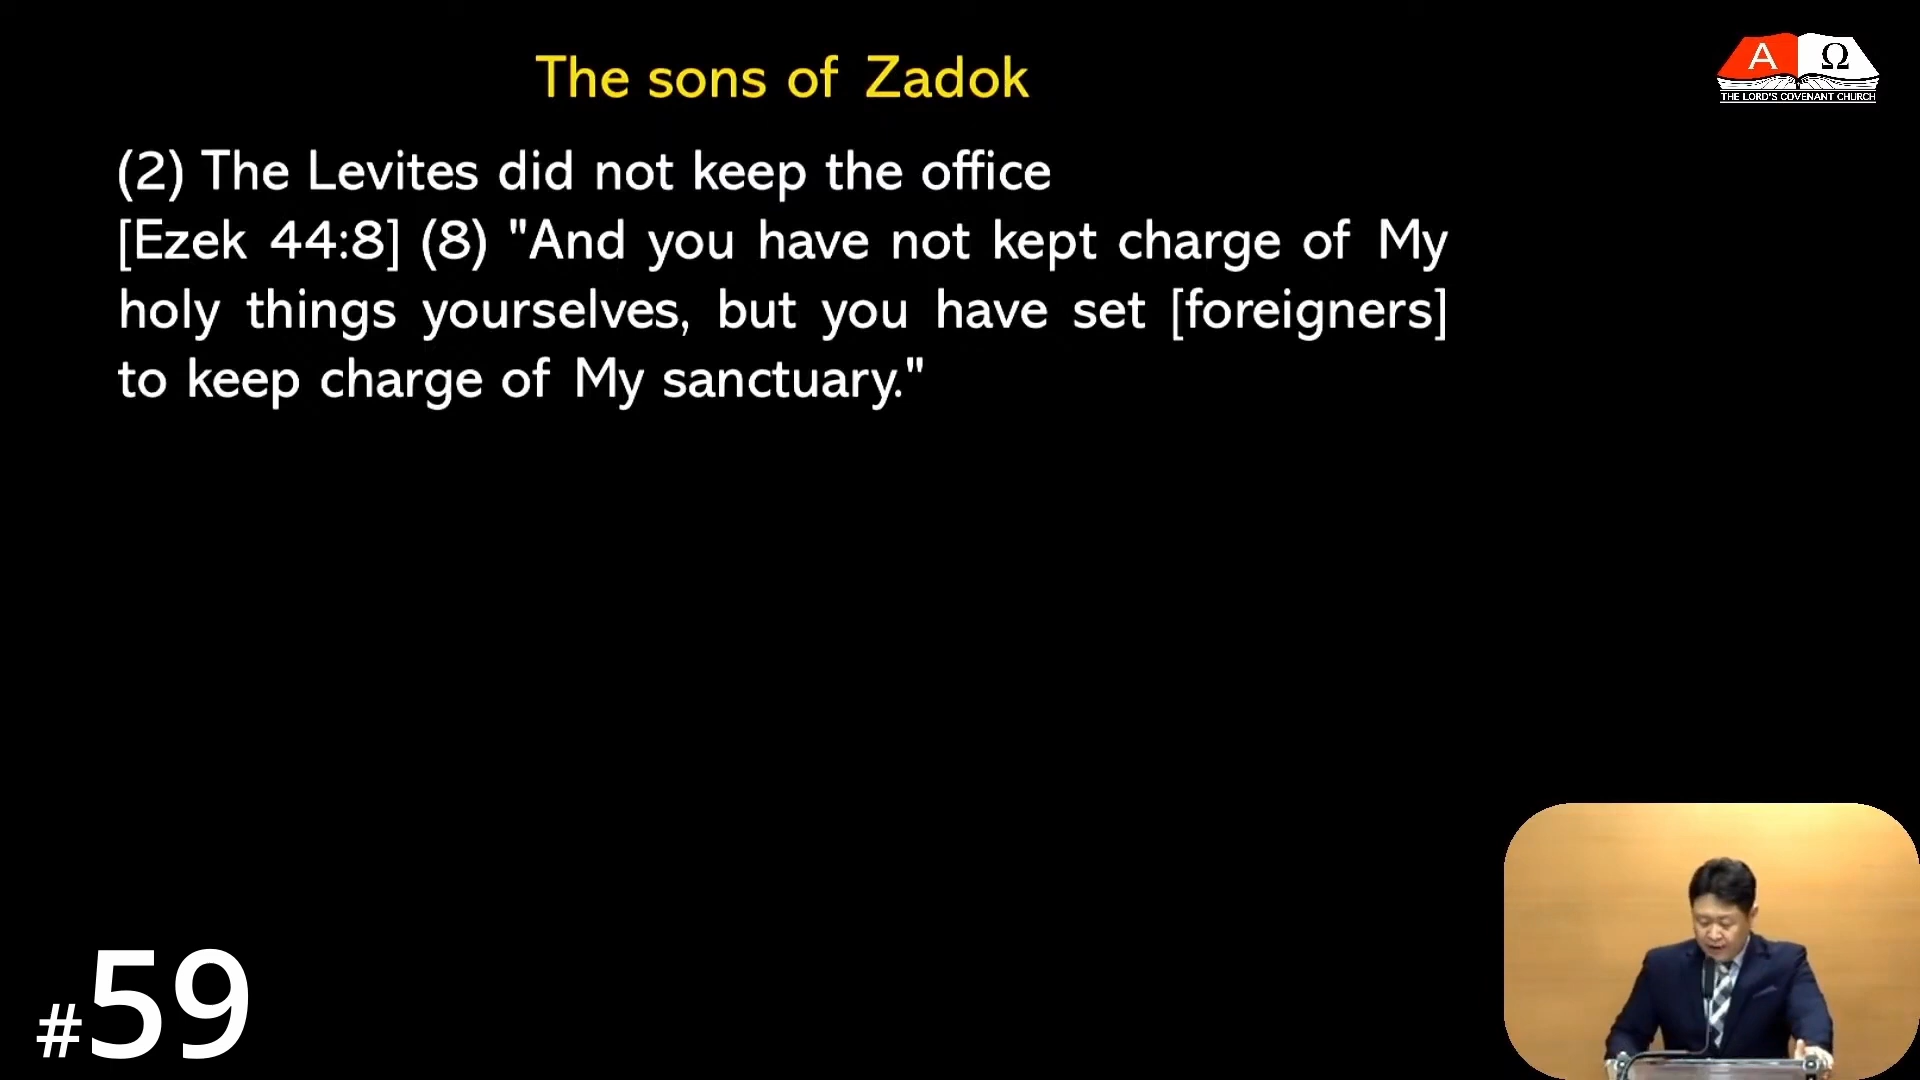 The sons of Zadok
A Ω
THE LORD'S COVENANT CHURCH
(2) The Levites did not keep the office
[Ezek 44:8] (8) "And you have not kept charge of My
holy things yourselves, but you have set [foreigners]
to keep charge of My sanctuary."
#59